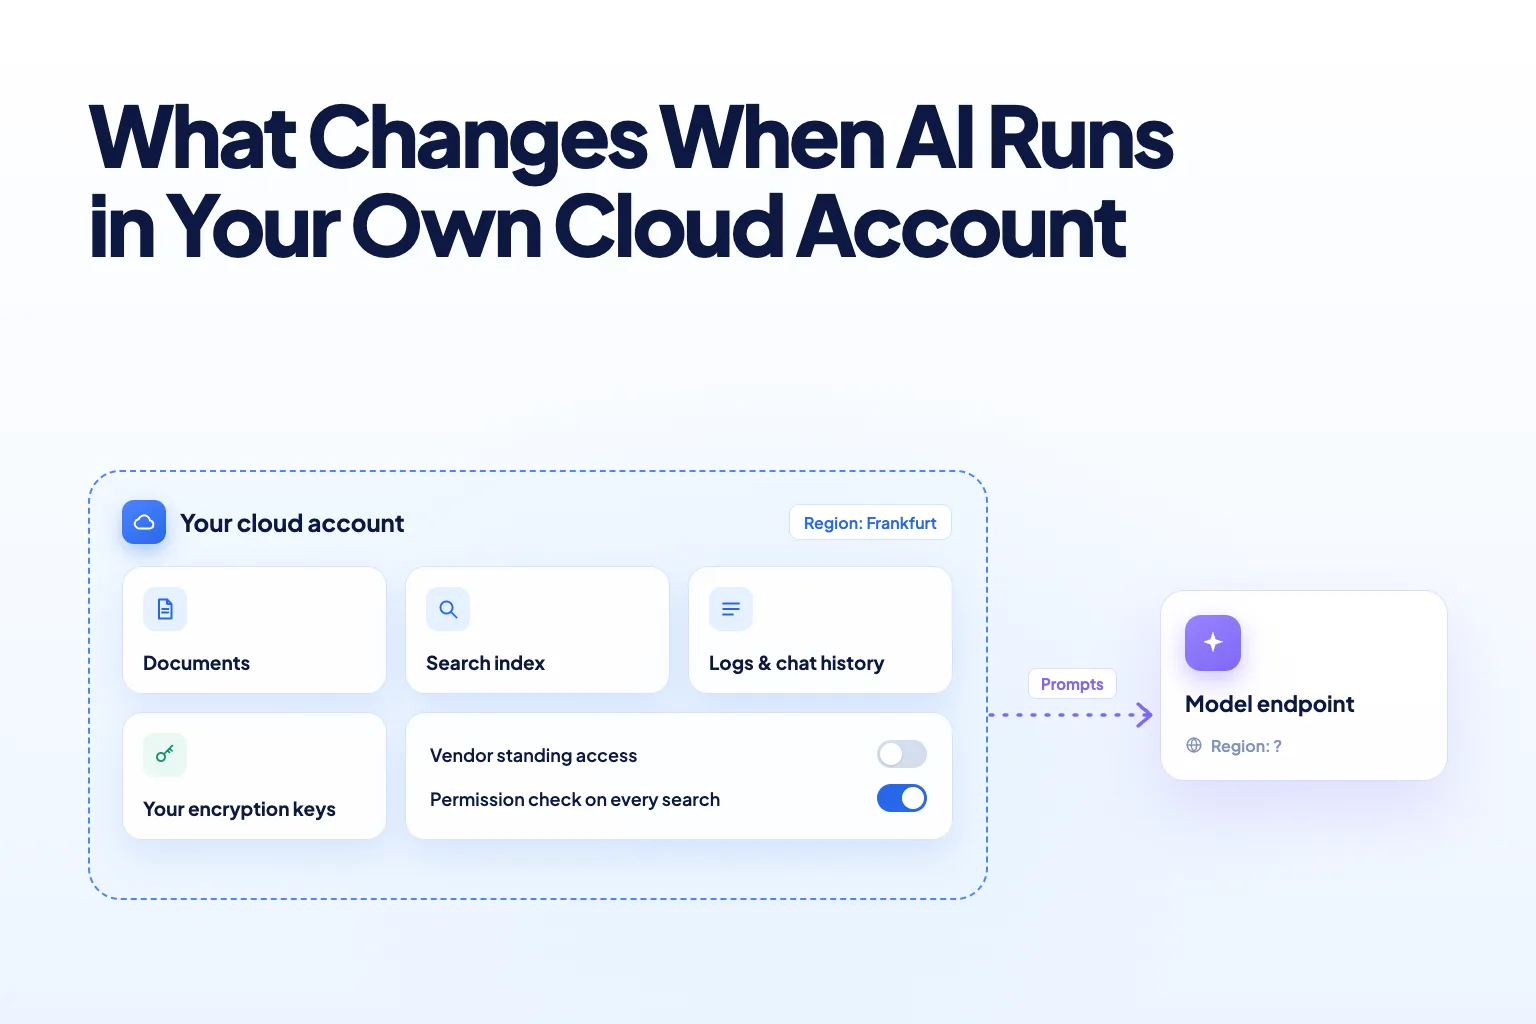 What Changes When AI Runs
in Your Own Cloud Account
Your cloud account
Region: Frankfurt
Documents
Search index
Logs & chat history
Your encryption keys
Vendor standing access
Permission check on every search
Prompts
Model endpoint
Region: ?